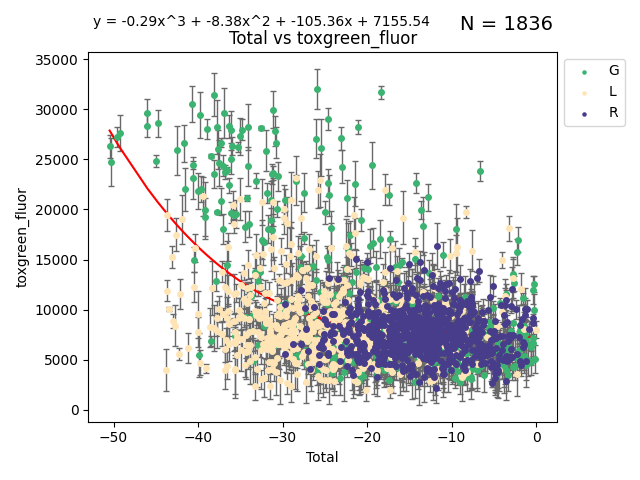 y = -0.29x^3 + -8.38x^2 + -105.36x + 7155.54
N = 1836
Total vs toxgreen_fluor
35000
30000
25000
20000
15000
10000
5000
0
toxgreen_fluor
−50
−40
−30
−20
−10
0
Total
G
L
R